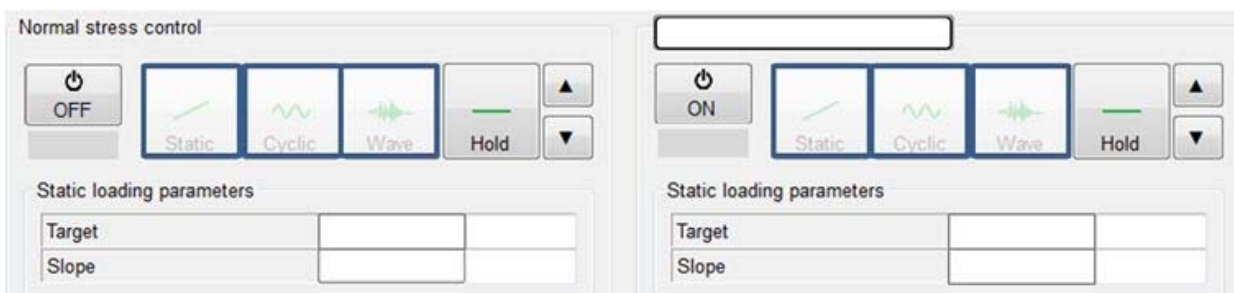 Normal stress control
OFF
Static
Cyclic
Wave
Hold
▲
▼
Static loading parameters
Target
Slope
ON
Static
Cyclic
Wave
Hold
▲
▼
Static loading parameters
Target
Slope